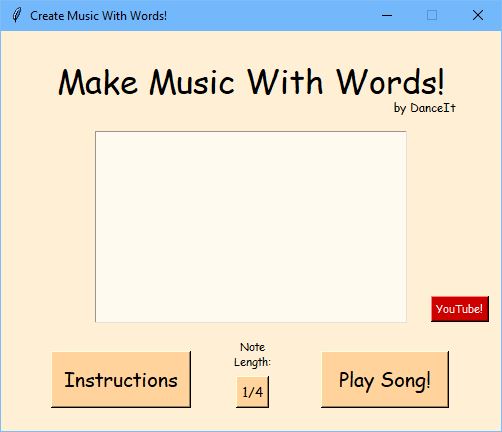 Create Music With Words!
Make Music With Words!
by DanceIt
YouTube!
Note
Length:
Instructions
1/4
Play Song!